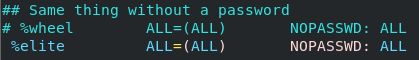 ## Same thing without a password
# %wheel        ALL=(ALL)       NOPASSWD: ALL
 %elite         ALL=(ALL)       NOPASSWD: ALL